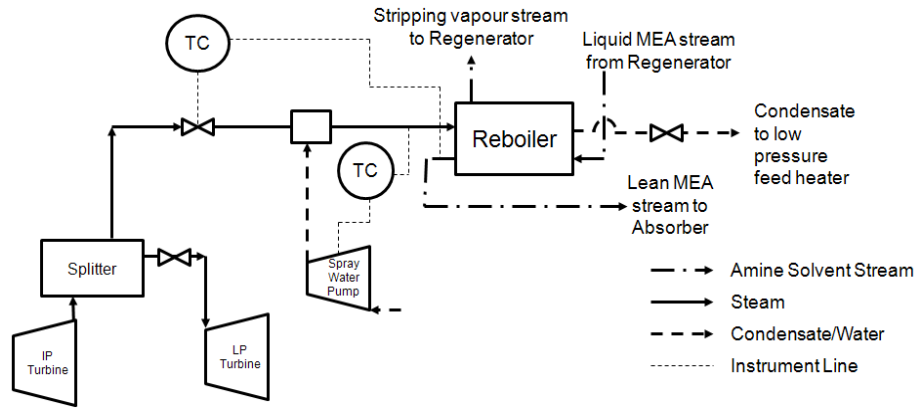 Stripping vapour stream
to Regenerator
TC
Liquid MEA stream
from Regenerator
Reboiler
Condensate
to low
pressure
feed heater
TC
Lean MEA
stream to
Absorber
Splitter
Spray
Water
Pump
IP
Turbine
LP
Turbine
Amine Solvent Stream
Steam
Condensate/Water
Instrument Line